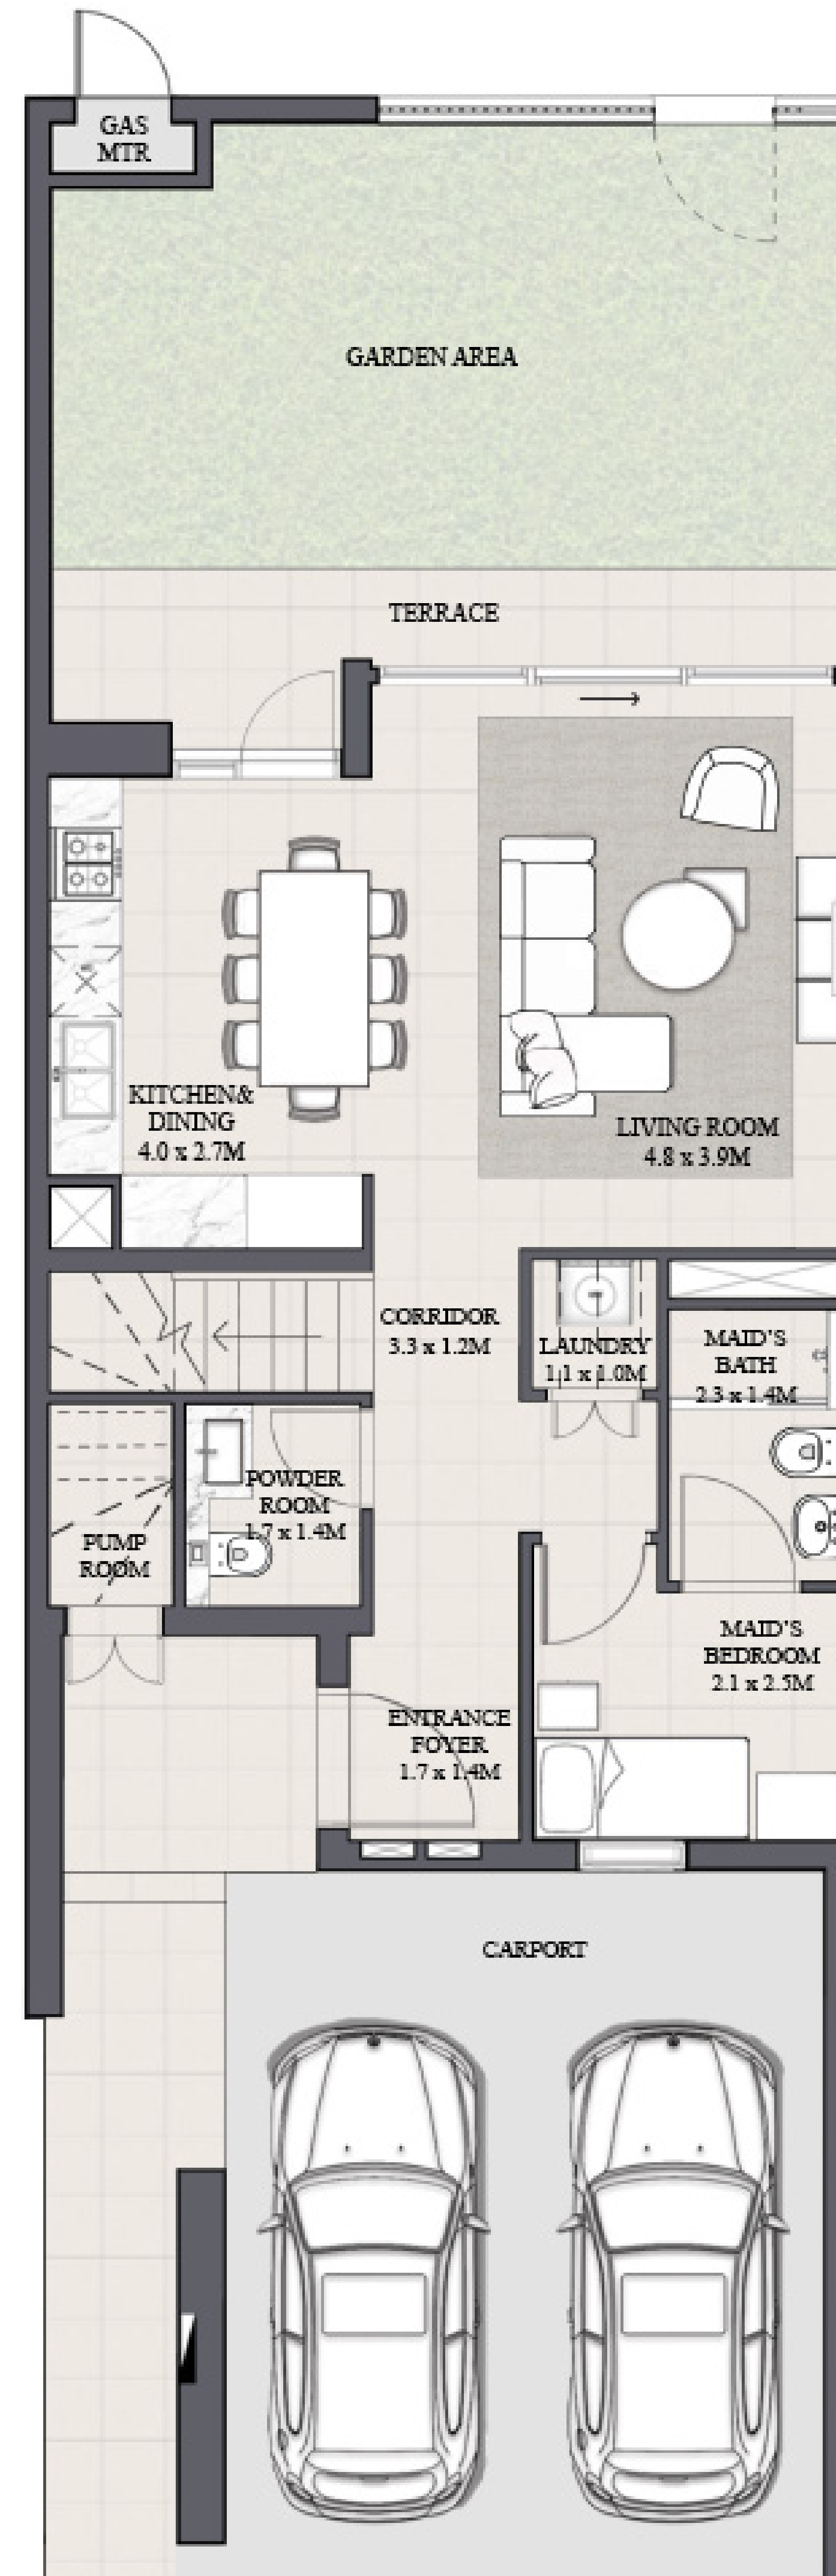 GAS
MTR
GARDEN AREA
TERRACE
KITCHEN&
DINING
4.0 x 2.7M
LIVING ROOM
4.8 x 3.9M
CORRIDOR
3.3 x 1.2M
LAUNDRY
1.1 x 1.0M
MAID'S
BATH
2.3 x 1.4M
POWDER
ROOM
1.7 x 1.4M
PUMP
ROOM
MAID'S
BEDROOM
2.1 x 2.5M
ENTRANCE
FOYER
1.7 x 1.4M
CARPORT